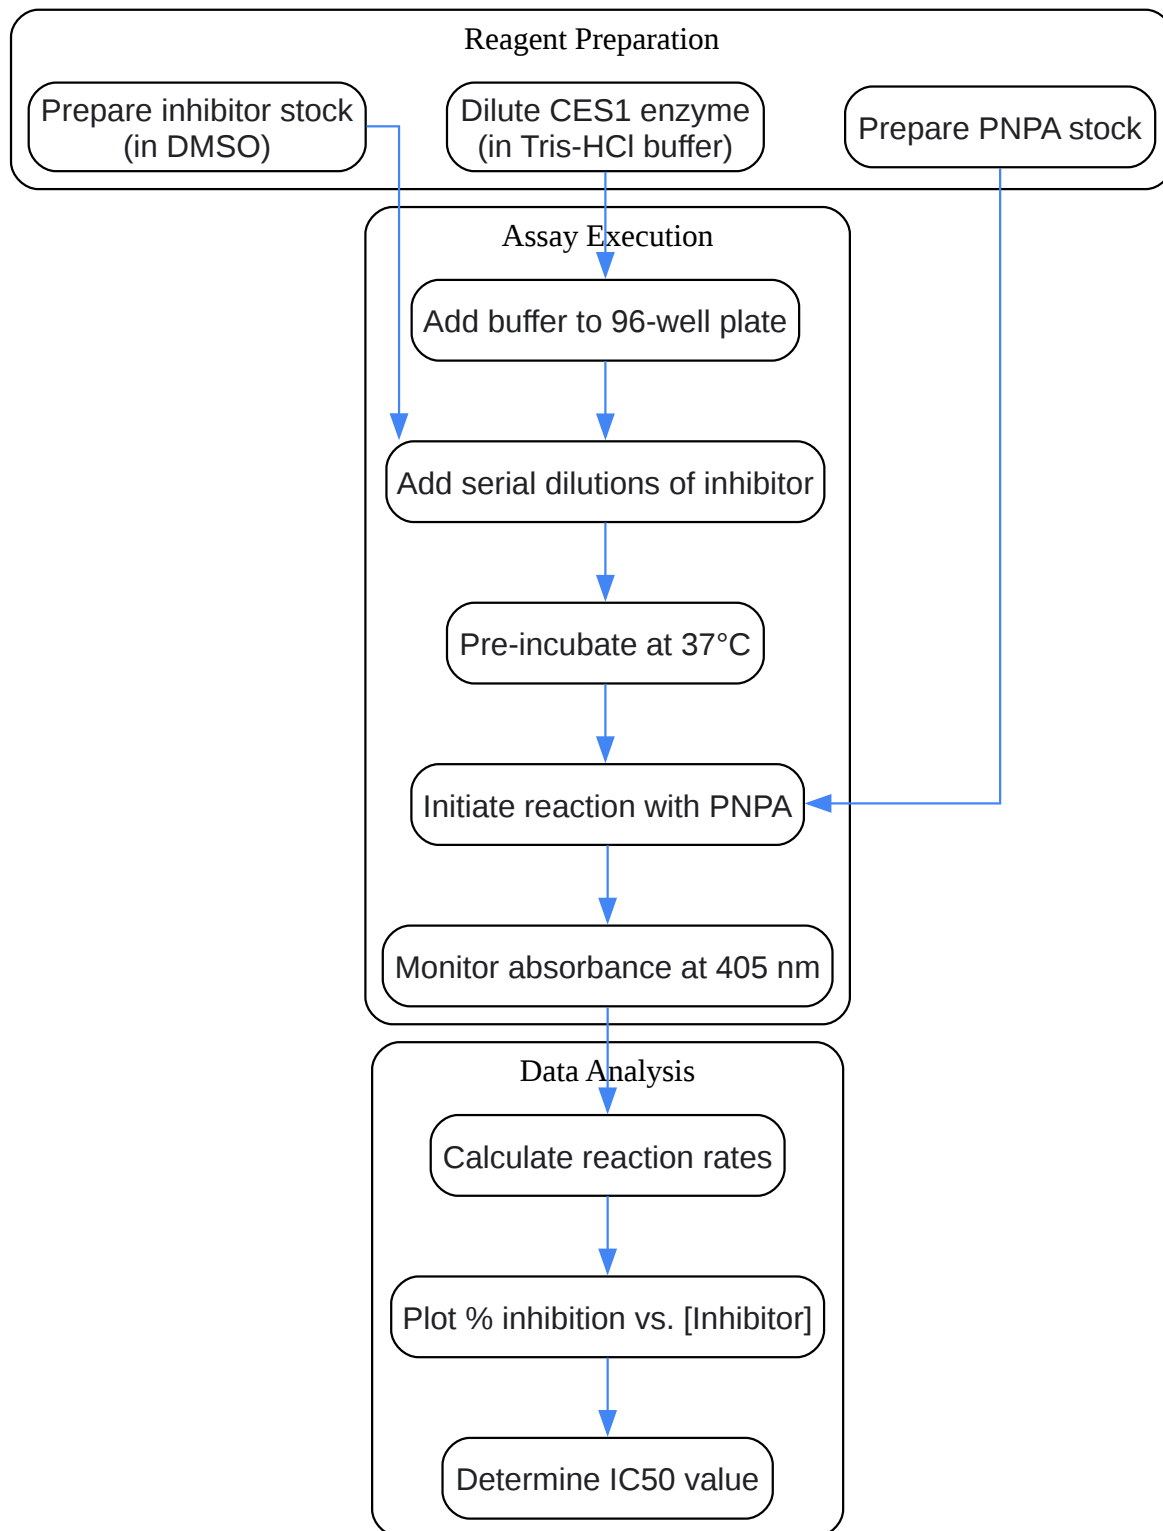 Reagent Preparation
Prepare inhibitor stock
(in DMSO)
Dilute CES1 enzyme
(in Tris-HCl buffer)
Prepare PNPA stock
Assay Execution
Add buffer to 96-well plate
Add serial dilutions of inhibitor
Pre-incubate at 37°C
Initiate reaction with PNPA
Monitor absorbance at 405 nm
Data Analysis
Calculate reaction rates
Plot % inhibition vs. [Inhibitor]
Determine IC50 value